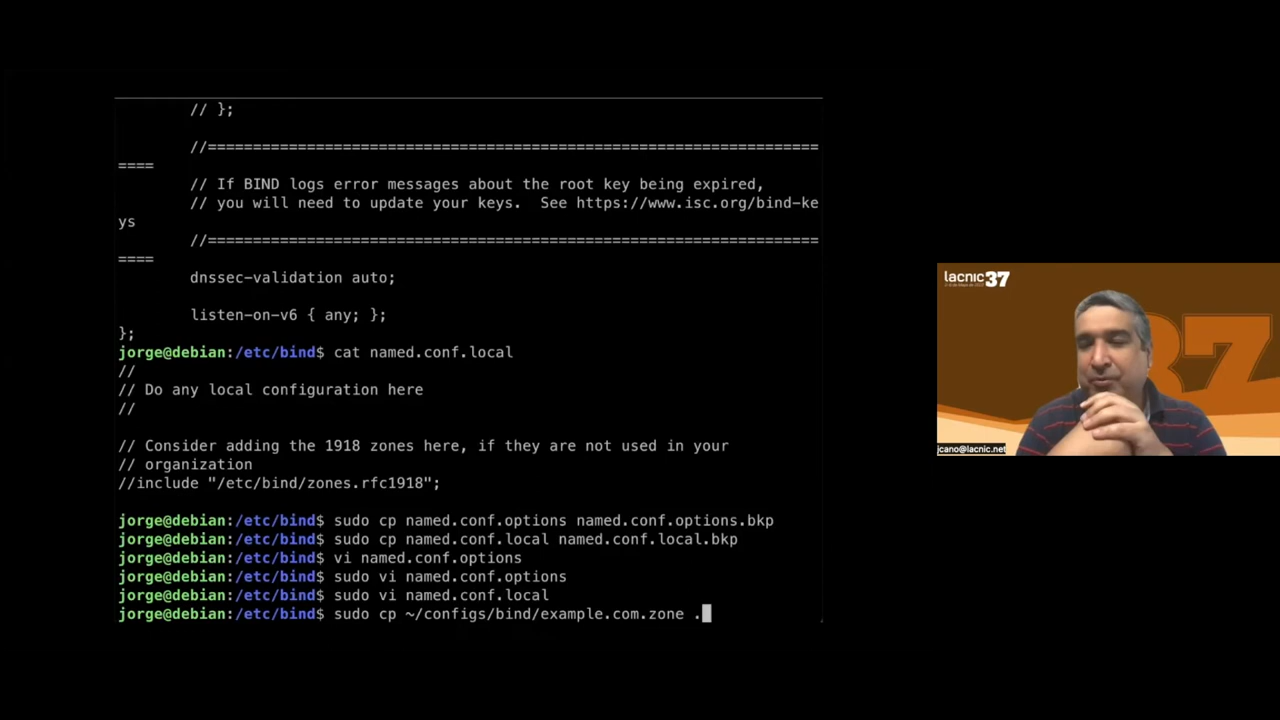 // };
//====================================================================
====
// If BIND logs error messages about the root key being expired,
// you will need to update your keys.  See https://www.isc.org/bind-ke
ys
//====================================================================
====
dnssec-validation auto;
listen-on-v6 { any; };
};
jorge@debian:/etc/bind$ cat named.conf.local
//
// Do any local configuration here
//
// Consider adding the 1918 zones here, if they are not used in your
// organization
//include "/etc/bind/zones.rfc1918";
jorge@debian:/etc/bind$ sudo cp named.conf.options named.conf.options.bkp
jorge@debian:/etc/bind$ sudo cp named.conf.local named.conf.local.bkp
jorge@debian:/etc/bind$ vi named.conf.options
jorge@debian:/etc/bind$ sudo vi named.conf.options
jorge@debian:/etc/bind$ sudo vi named.conf.local
jorge@debian:/etc/bind$ sudo cp ~/configs/bind/example.com.zone .
lacnic 37
37
jcano@lacnic.net